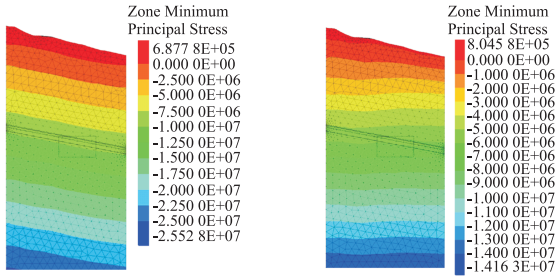 Zone Minimum
Principal Stress
6.877 8E+05
0.000 0E+00
-2.500 0E+06
-5.000 0E+06
-7.500 0E+06
-1.000 0E+07
-1.250 0E+07
-1.500 0E+07
-1.750 0E+07
-2.000 0E+07
-2.250 0E+07
-2.500 0E+07
-2.552 8E+07
Zone Minimum
Principal Stress
8.045 8E+05
0.000 0E+00
-1.000 0E+06
-2.000 0E+06
-3.000 0E+06
-4.000 0E+06
-5.000 0E+06
-6.000 0E+06
-7.000 0E+06
-8.000 0E+06
-9.000 0E+06
-1.000 0E+07
-1.100 0E+07
-1.200 0E+07
-1.300 0E+07
-1.400 0E+07
-1.416 3E+07